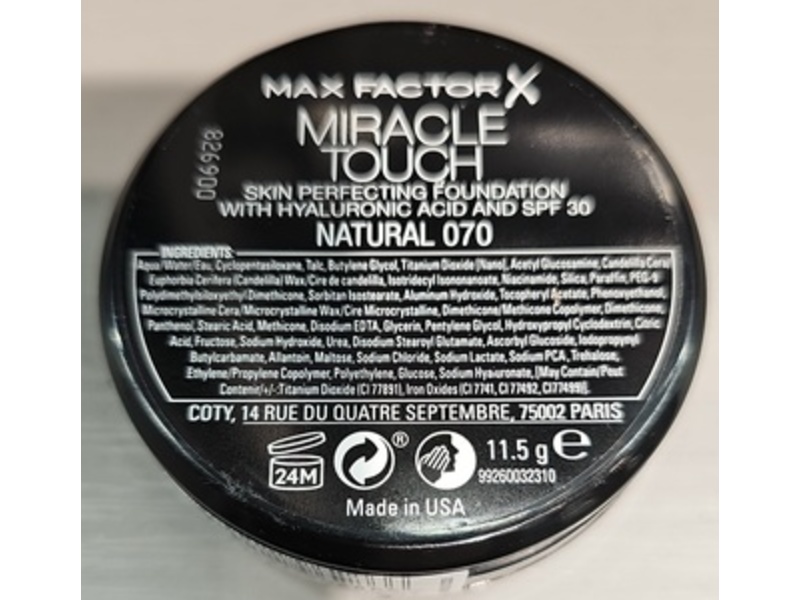 MAX FACTOR X
MIRACLE
TOUCH
SKIN PERFECTING FOUNDATION
WITH HYALURONIC ACID AND SPF 30
NATURAL 070
826900
INGREDIENTS:
Aqua/Water/Eau, Cyclopentasiloxane, Talc, Butylene Glycol, Titanium Dioxide [Nano], Acetyl Glucosamine, Candelilla Cera/
Euphorbia Cerifera (Candelilla) Wax/Cire de candelilla, Isotridecyl Isononanoate, Niacinamide, Silica, Paraffin, PEG-9
Polydimethylsiloxyethyl Dimethicone, Sorbitan Isostearate, Aluminum Hydroxide, Tocopheryl Acetate, Phenoxyethanol,
Microcrystalline Cera/Microcrystalline Wax/Cire Microcrystalline, Dimethicone/Methicone Copolymer, Dimethicone,
Panthenol, Stearic Acid, Methicone, Disodium EDTA, Glycerin, Pentylene Glycol, Hydroxypropyl Cyclodextrin, Citric
Acid, Fructose, Sodium Hydroxide, Urea, Disodium Stearoyl Glutamate, Ascorbyl Glucoside, Iodopropynyl
Butylcarbamate, Allantoin, Maltose, Sodium Chloride, Sodium Lactate, Sodium PCA, Trehalose,
Ethylene/Propylene Copolymer, Polyethylene, Glucose, Sodium Hyaluronate, [(May Contain/Peut
Contenir/+/-:Titanium Dioxide (CI 77891), Iron Oxides (CI 7741, CI 77492, CI 77499)].
COTY, 14 RUE DU QUATRE SEPTEMBRE, 75002 PARIS
24M
®
11.5 g e
99260032310
Made in USA